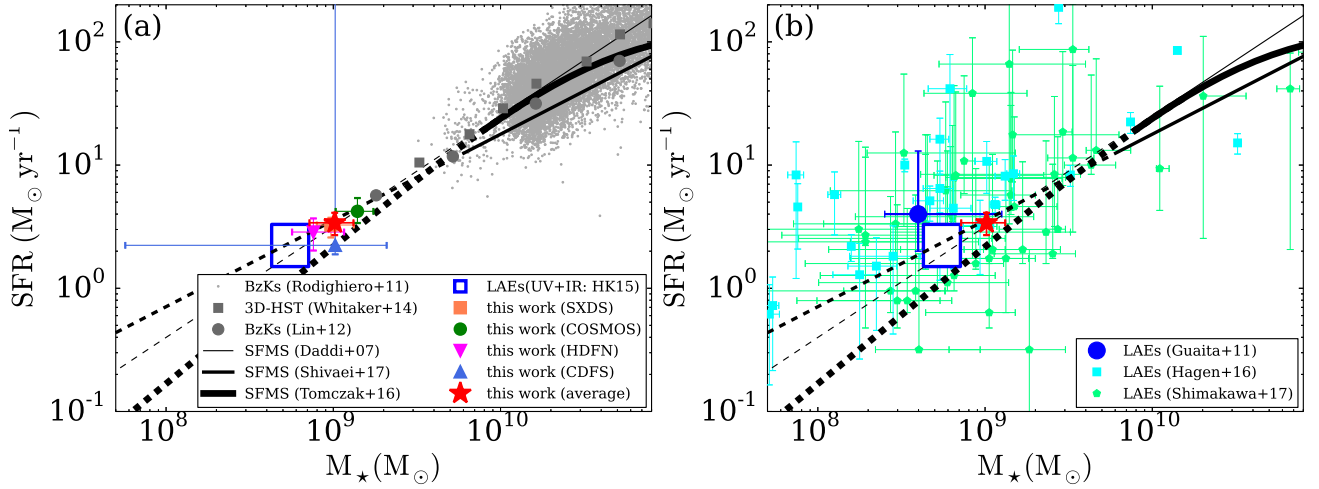 (a)
SFR (M⊙ yr⁻¹)
10²
10¹
10⁰
10⁻¹
BzKs (Rodighiero+11)
3D-HST (Whitaker+14)
BzKs (Lin+12)
SFMS (Daddi+07)
SFMS (Shivaei+17)
SFMS (Tomczak+16)
LAEs(UV+IR: HK15)
this work (SXDS)
this work (COSMOS)
this work (HDFN)
this work (CDFS)
this work (average)
10⁸ 10⁹ 10¹⁰
M⋆(M⊙)
(b)
SFR (M⊙ yr⁻¹)
10²
10¹
10⁰
10⁻¹
LAEs (Guaita+11)
LAEs (Hagen+16)
LAEs (Shimakawa+17)
10⁸ 10⁹ 10¹⁰
M⋆(M⊙)